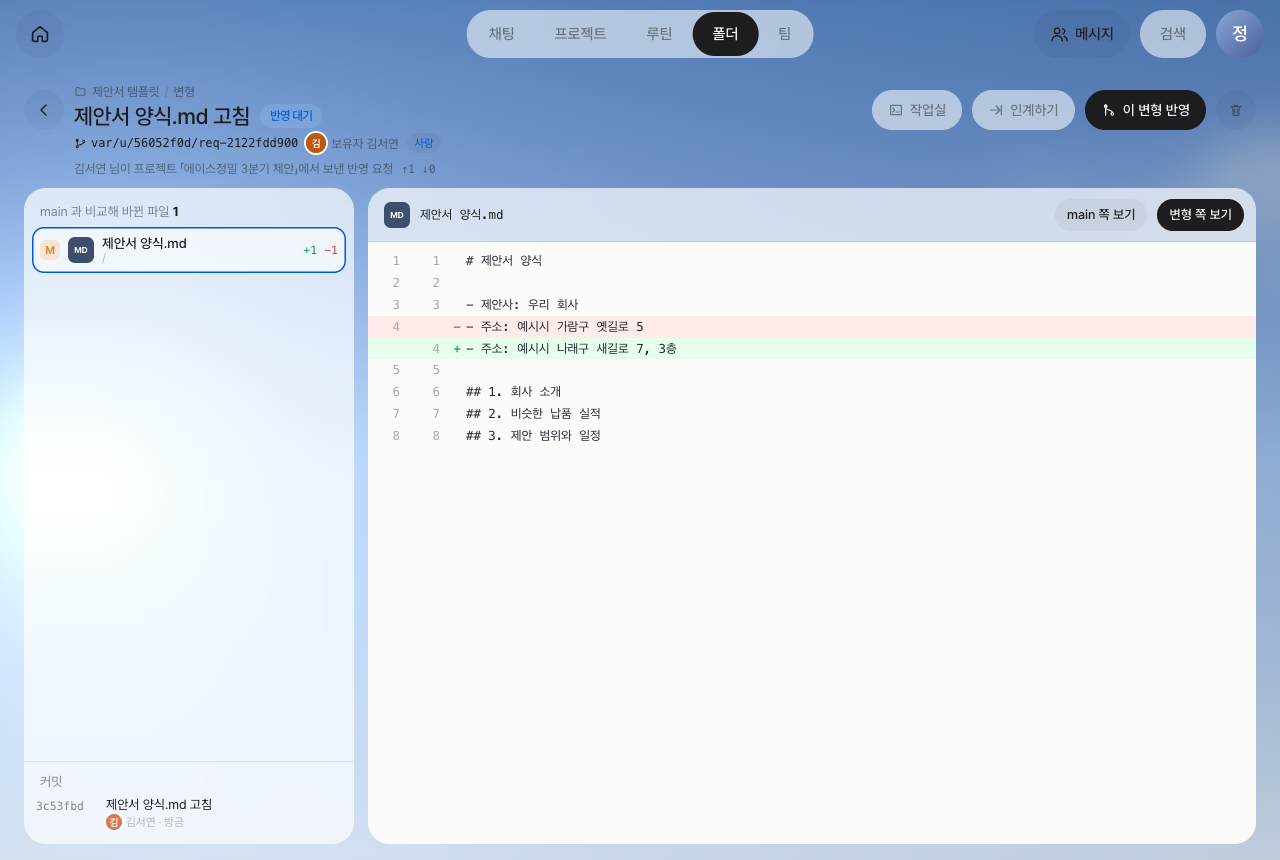 채팅 프로젝트 루틴 폴더 팀
메시지 검색 정
제안서 템플릿 / 변형
제안서 양식.md 고침 반영 대기
var/u/56052f0d/req-2122fdd900 김 보유자 김서연 사람
김서연 님이 프로젝트 「에이스정밀 3분기 제안」에서 보낸 반영 요청 ↑1 ↓0
작업실 인계하기 이 변형 반영
main 과 비교해 바뀐 파일 1
M MD 제안서 양식.md +1 −1
/
커밋
3c53fbd 제안서 양식.md 고침
김 김서연 · 방금
MD 제안서 양식.md main 쪽 보기 변형 쪽 보기
1 1 # 제안서 양식
2 2
3 3 - 제안사: 우리 회사
4 − - 주소: 예시시 가람구 옛길로 5
4 + - 주소: 예시시 나래구 새길로 7, 3층
5 5
6 6 ## 1. 회사 소개
7 7 ## 2. 비슷한 납품 실적
8 8 ## 3. 제안 범위와 일정